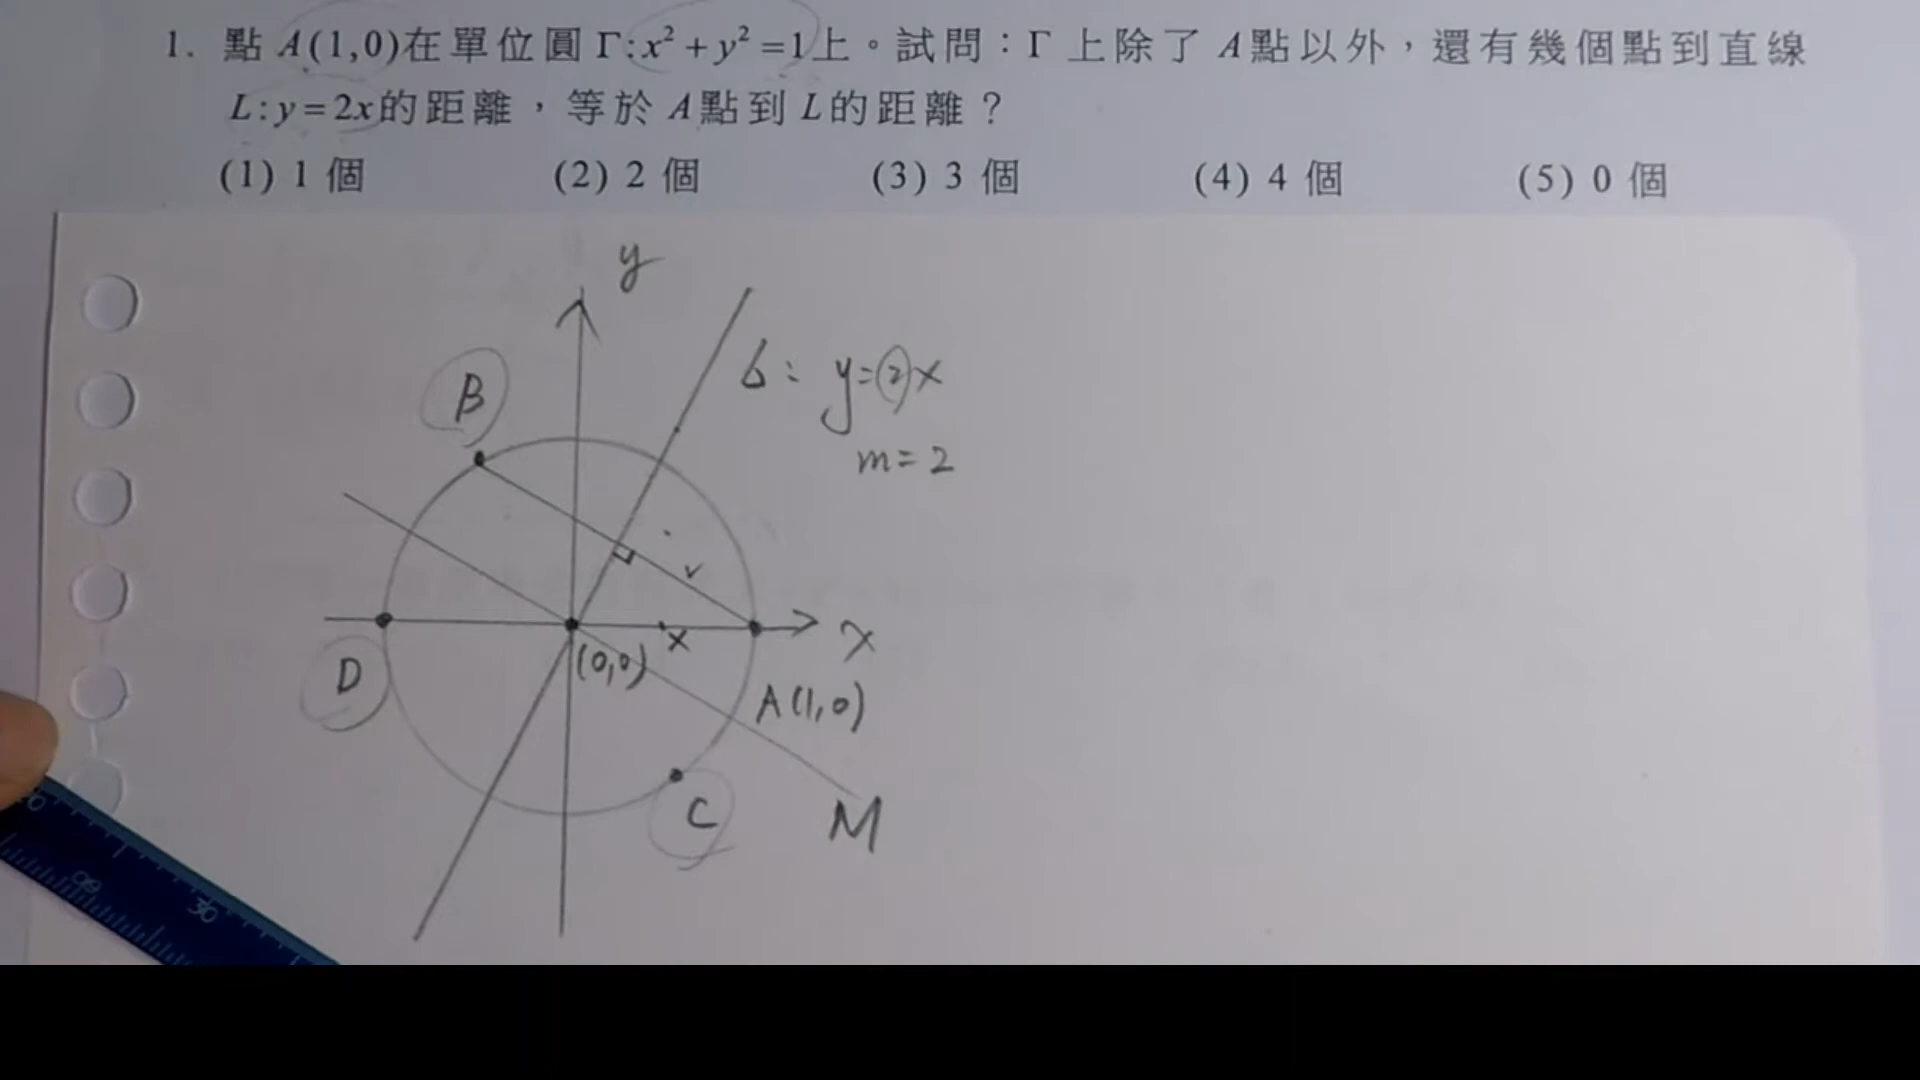 1. 點 A(1,0)在單位圓 Γ:x²+y²=1上。試問：Γ 上除了 A點以外，還有幾個點到直線
L:y=2x的距離，等於 A點到 L的距離？
(1) 1 個 (2) 2 個 (3) 3 個 (4) 4 個 (5) 0 個
y
B
y=2x
m=2
x
(0,0)
x
D
A(1,0)
C
M
30